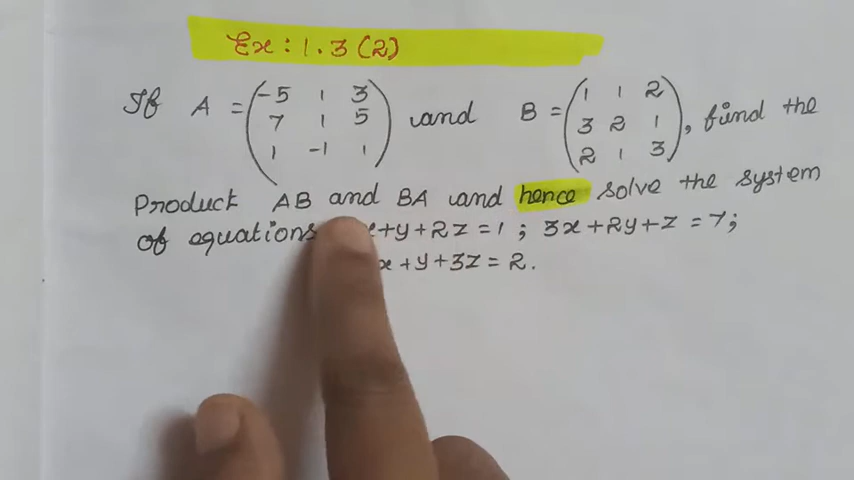 Ex: 1.3 (2)
If A = (-5 1 3 and B = (1 1 2
7 1 5) 3 2 1), find the
1 -1 1 2 1 3
Product AB and BA and hence solve the system
of equations x+y+2z=1; 3x+2y+z=7;
x+y+3z=2.